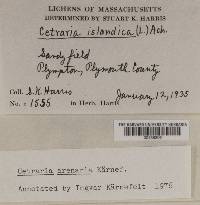 LICHENS OF MASSACHUSETTS
DETERMINED BY STUART K. HARRIS
Cetraria islandica (L.) Ach.
Sandy field
Plympton, Plymouth County
Coll. S.K. Harris
January 12, 1935
No. : 1555 in Herb. Harris
Cetraria arenaria Kärnef.
Annotated by Ingvar Kärnefelt 1976